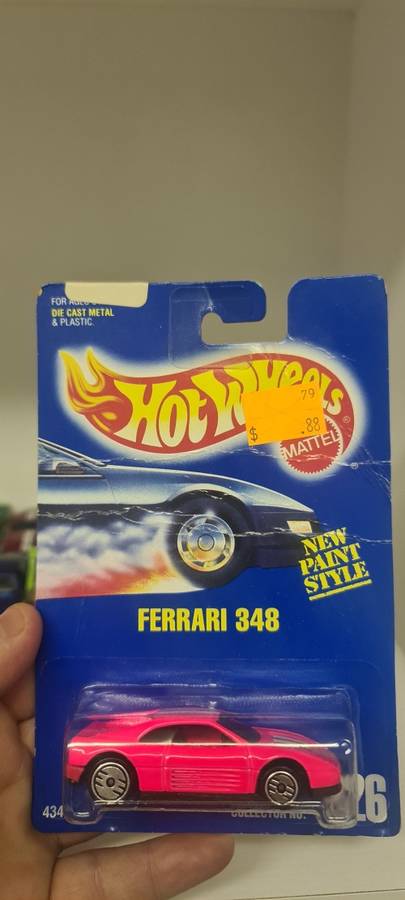 FOR AGES
DIE CAST METAL
& PLASTIC.
Hot Wheels
79
$ .88
MATTEL
NEW
PAINT
STYLE
FERRARI 348
434
COLLECTOR NO. 26